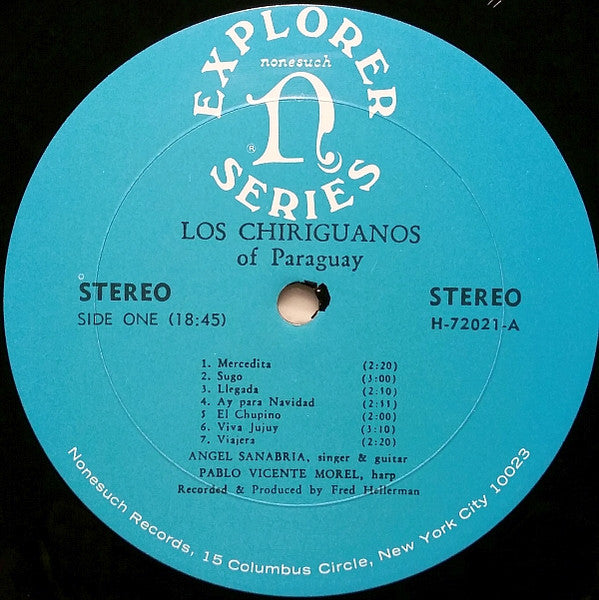 EXPLORER
nonesuch
n
®
SERIES
LOS CHIRIGUANOS
of Paraguay
STEREO STEREO
SIDE ONE (18:45) H-72021-A
1. Mercedita (2:20)
2. Sugo (3:00)
3. Llegada (2:50)
4. Ay para Navidad (2:55)
5 El Chupino (2:00)
6. Viva Jujuy (3:10)
7. Viajera (2:20)
ANGEL SANABRIA, singer & guitar
PABLO VICENTE MOREL, harp
Recorded & Produced by Fred Hellerman
Nonesuch Records, 15 Columbus Circle, New York City 10023